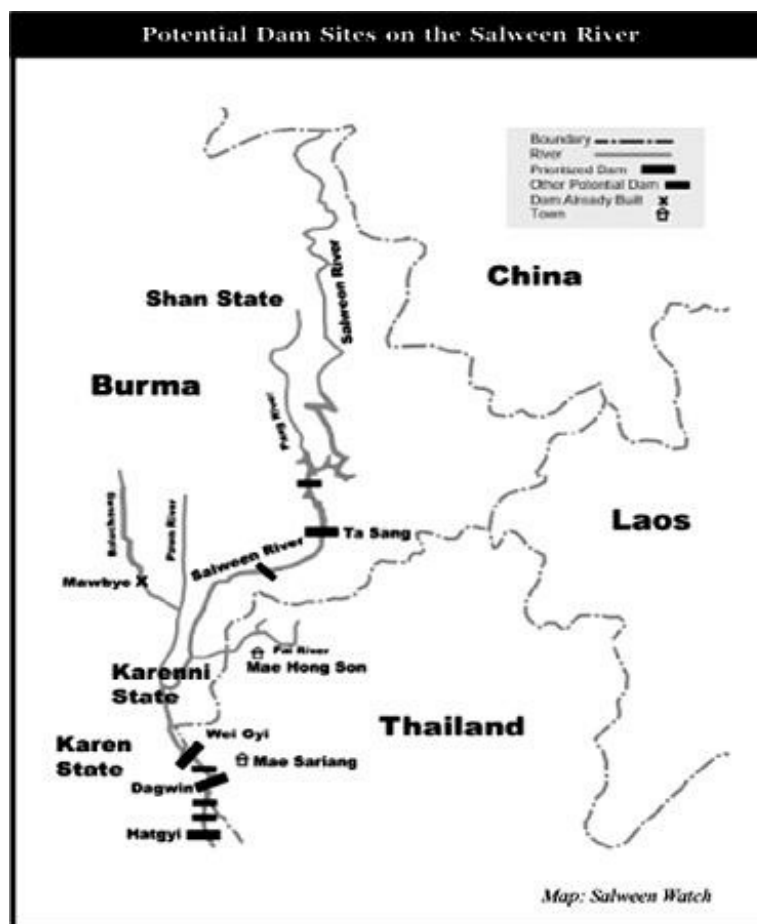 Potential Dam Sites on the Salween River
Boundary
River
Prioritized Dam
Other Potential Dam
Dam Already Built
Town
China
Shan State
Salween River
Burma
Pang River
Laos
Ta Sang
Baluchaung
Pawn River
Salween River
Mawbye
Pai River
Mae Hong Son
Karenni
State
Thailand
Wei Gyi
Karen
State
Mae Sariang
Dagwin
Hatgyi
Map: Salween Watch